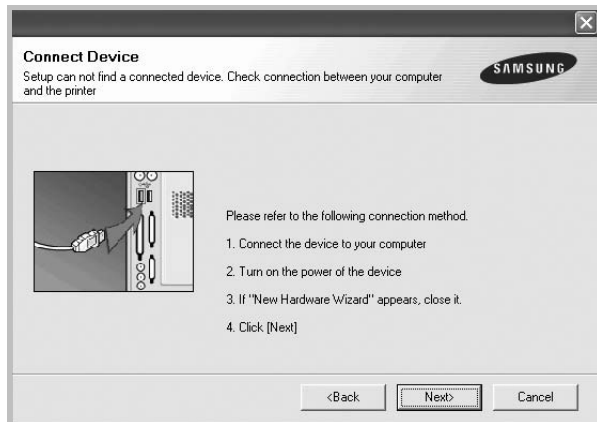 Connect Device
Setup can not find a connected device. Check connection between your computer
and the printer
SAMSUNG
Please refer to the following connection method.
1. Connect the device to your computer
2. Turn on the power of the device
3. If "New Hardware Wizard" appears, close it.
4. Click [Next]
<Back
Next>
Cancel